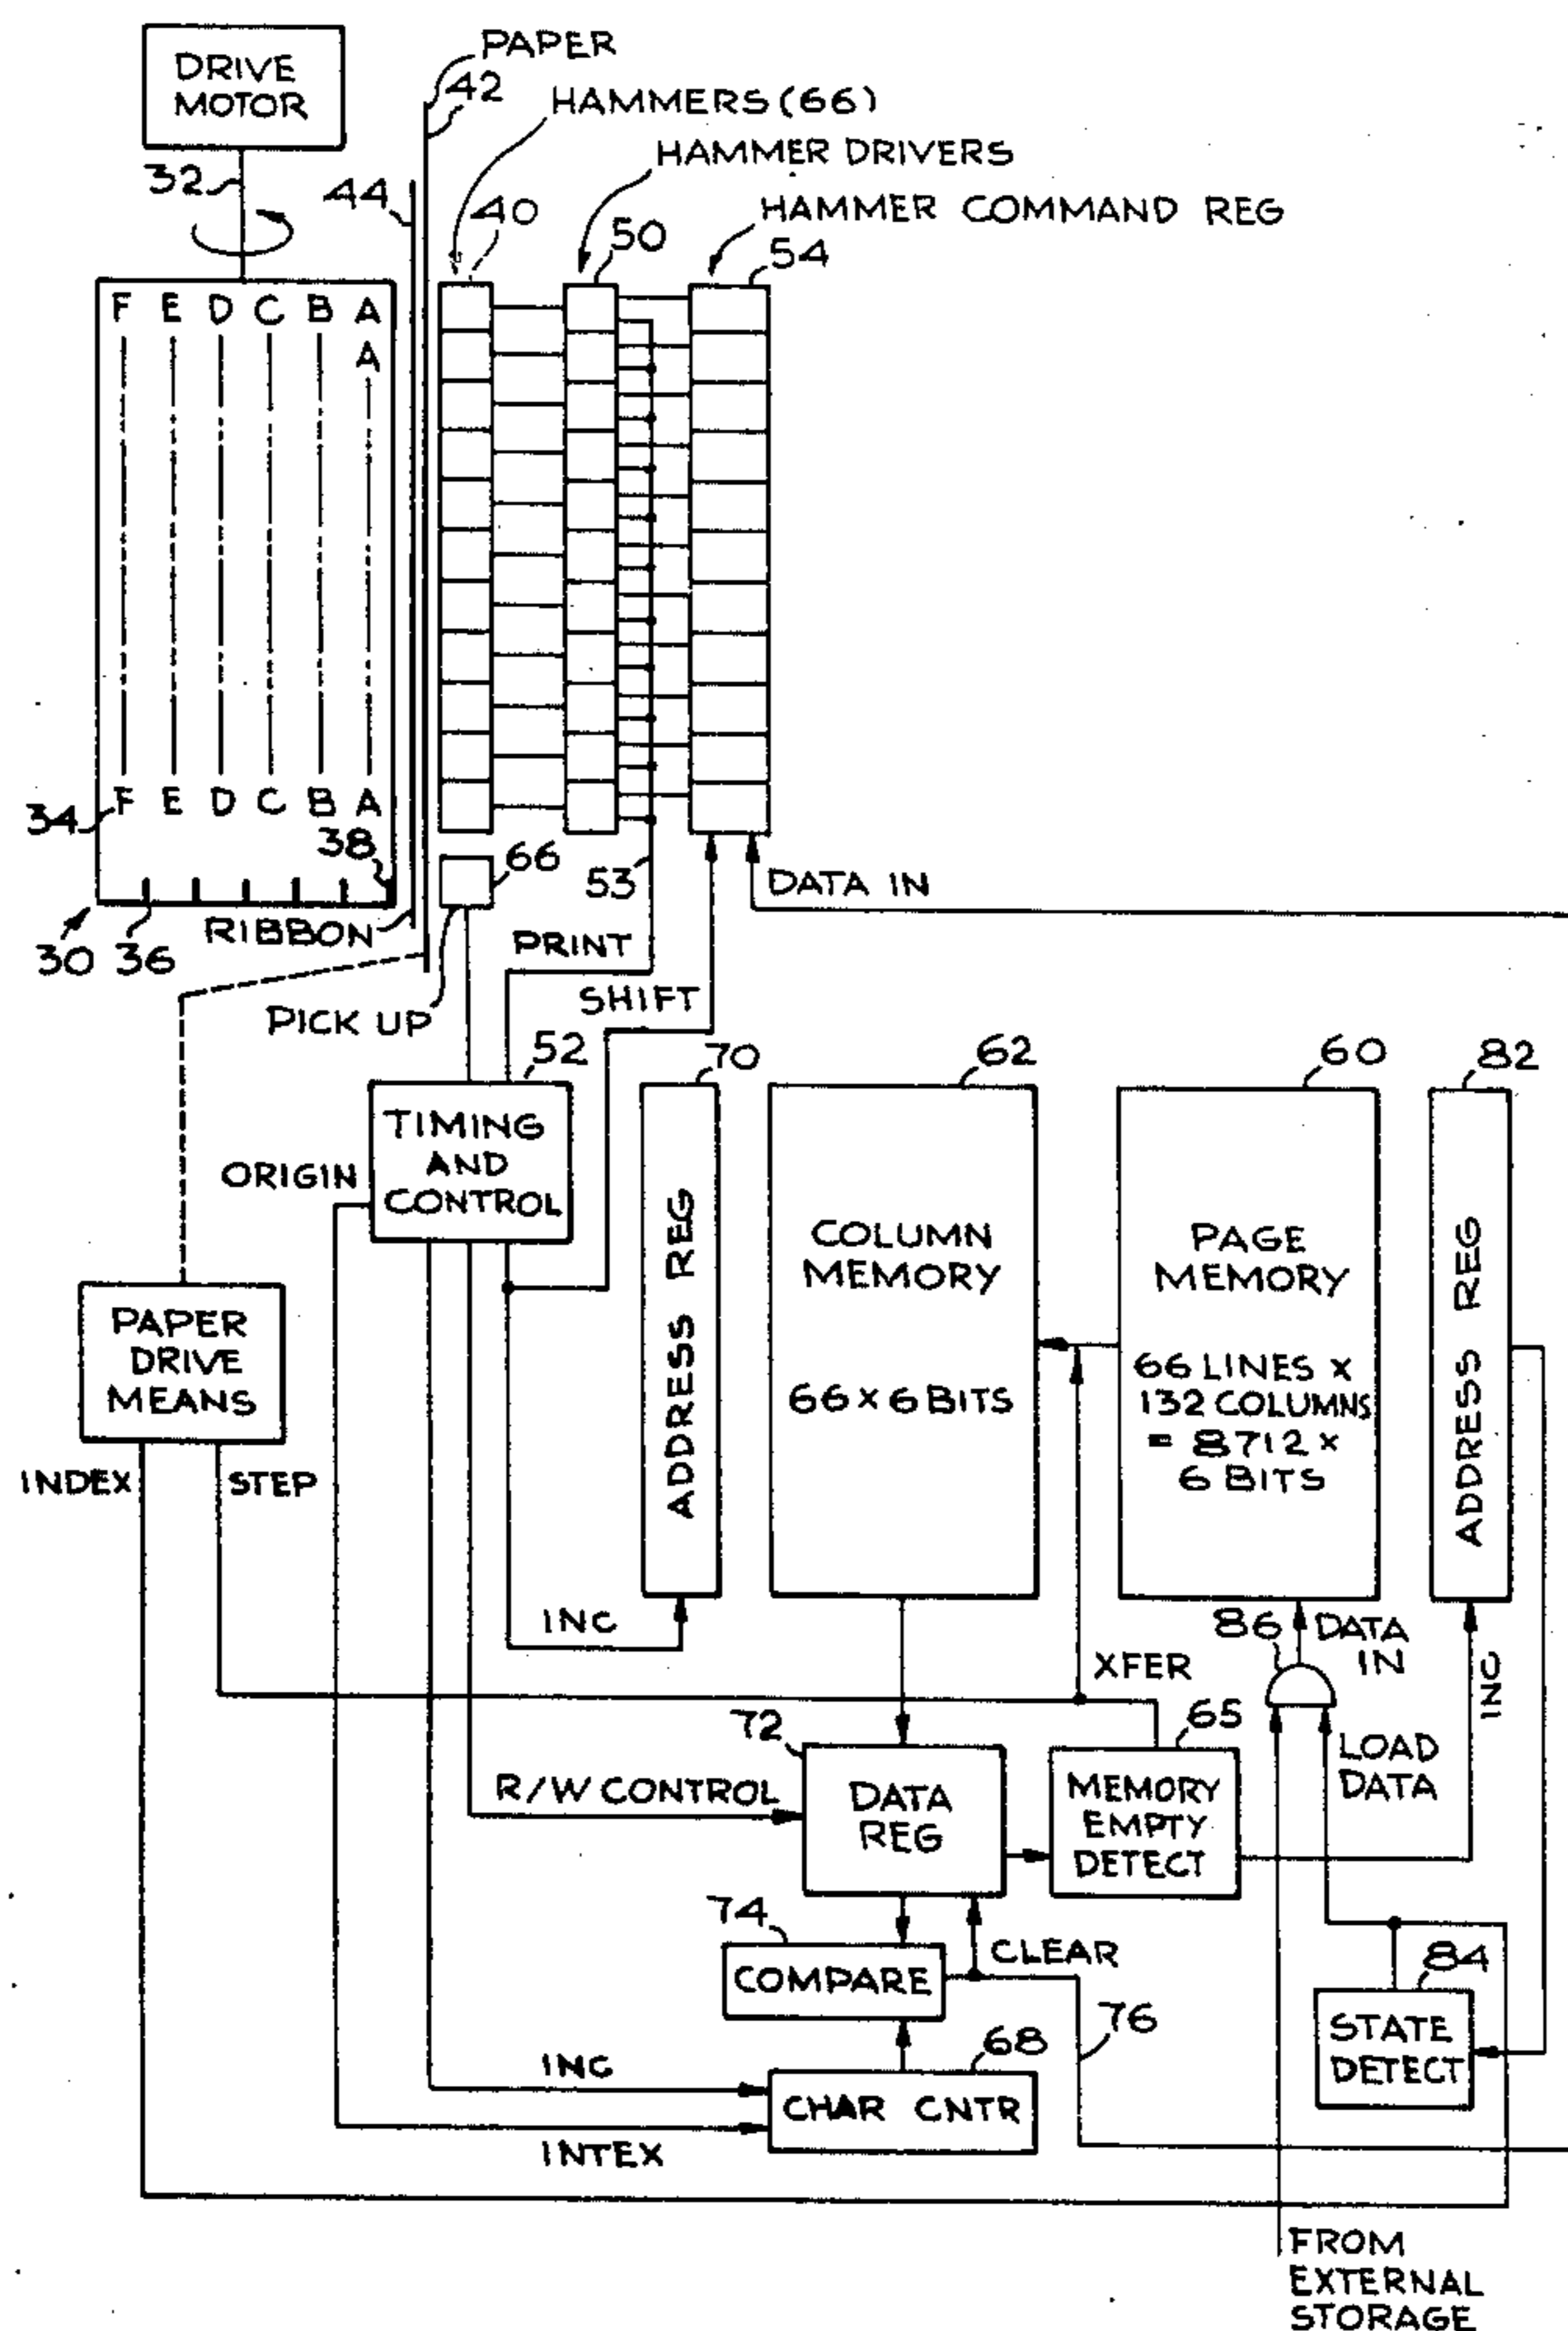 DRIVE
MOTOR
PAPER
42
HAMMERS (66)
HAMMER DRIVERS
HAMMER COMMAND REG
32
44
40
50
54
F E D C B A
A
F E D C B A
34
38
66
53
DATA IN
30
36
RIBBON
PRINT
SHIFT
PICK UP
52
70
62
60
82
TIMING
AND
CONTROL
ORIGIN
ADDRESS REG
COLUMN
MEMORY
66 × 6 BITS
PAGE
MEMORY
66 LINES ×
132 COLUMNS
= 8712 ×
6 BITS
ADDRESS REG
PAPER
DRIVE
MEANS
INDEX
STEP
INC
86
DATA
IN
XFER
INC
72
65
LOAD
DATA
R/W CONTROL
DATA
REG
MEMORY
EMPTY
DETECT
74
CLEAR
84
COMPARE
76
STATE
DETECT
68
INC
CHAR CNTR
INTEX
FROM
EXTERNAL
STORAGE